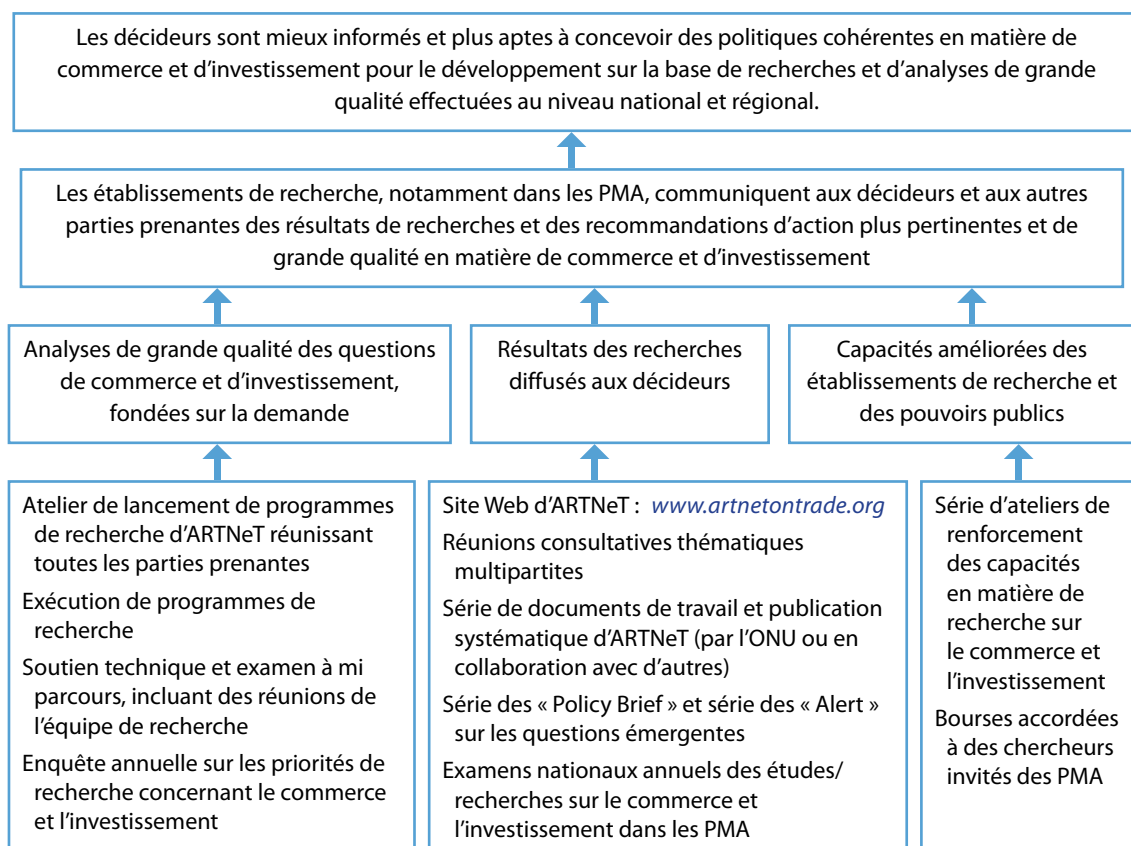 Les décideurs sont mieux informés et plus aptes à concevoir des politiques cohérentes en matière de
commerce et d’investissement pour le développement sur la base de recherches et d’analyses de grande
qualité effectuées au niveau national et régional.
Les établissements de recherche, notamment dans les PMA, communiquent aux décideurs et aux autres
parties prenantes des résultats de recherches et des recommandations d’action plus pertinentes et de
grande qualité en matière de commerce et d’investissement
Analyses de grande qualité des questions
de commerce et d’investissement,
fondées sur la demande
Résultats des recherches
diffusés aux décideurs
Capacités améliorées des
établissements de recherche et
des pouvoirs publics
Atelier de lancement de programmes
de recherche d’ARTNeT réunissant
toutes les parties prenantes
Exécution de programmes de
recherche
Soutien technique et examen à mi
parcours, incluant des réunions de
l’équipe de recherche
Enquête annuelle sur les priorités de
recherche concernant le commerce
et l’investissement
Site Web d’ARTNeT : www.artnetontrade.org
Réunions consultatives thématiques
multipartites
Série de documents de travail et publication
systématique d’ARTNeT (par l’ONU ou en
collaboration avec d’autres)
Série des « Policy Brief » et série des « Alert »
sur les questions émergentes
Examens nationaux annuels des études/
recherches sur le commerce et
l’investissement dans les PMA
Série d’ateliers de
renforcement
des capacités
en matière de
recherche sur
le commerce et
l’investissement
Bourses accordées
à des chercheurs
invités des PMA